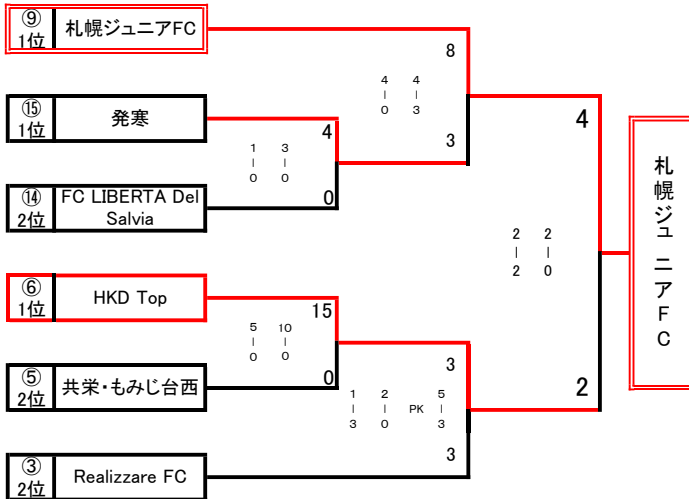 ⑨
1位
札幌ジュニアFC
8
4 4
| |
0 3
⑮
1位
発寒
4
3
4
1 3
| |
0 0
⑭
2位
FC LIBERTA Del
Salvia
0
2 2
| |
2 0
札幌ジュニアFC
⑥
1位
HKD Top
15
5 10
| |
0 0
⑤
2位
共栄・もみじ台西
0
3
2
1 2 5
| | PK |
3 0 3
3
③
2位
Realizzare FC